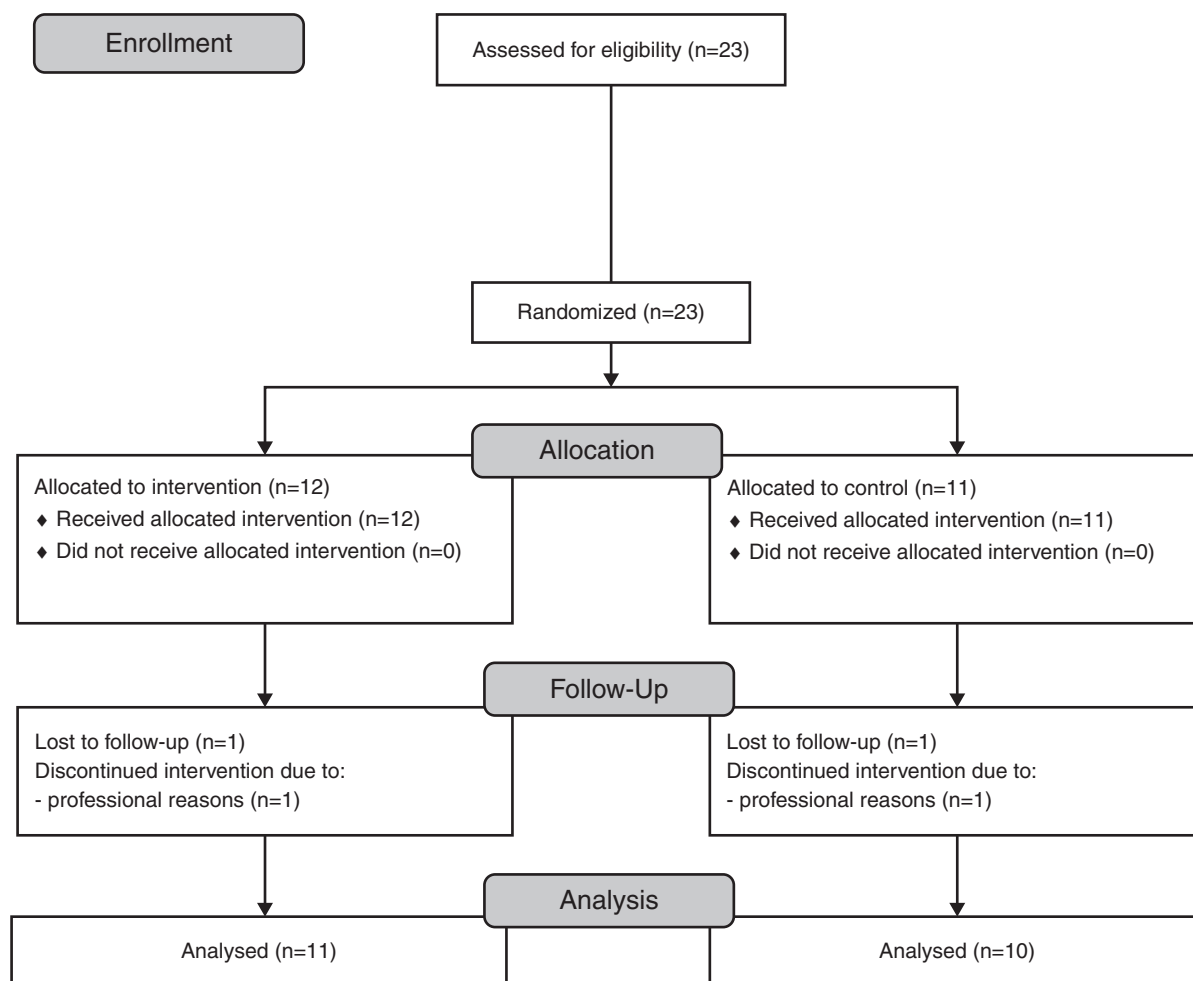 Enrollment
Assessed for eligibility (n=23)
Randomized (n=23)
Allocation
Allocated to intervention (n=12)
♦ Received allocated intervention (n=12)
♦ Did not receive allocated intervention (n=0)
Allocated to control (n=11)
♦ Received allocated intervention (n=11)
♦ Did not receive allocated intervention (n=0)
Follow-Up
Lost to follow-up (n=1)
Discontinued intervention due to:
- professional reasons (n=1)
Lost to follow-up (n=1)
Discontinued intervention due to:
- professional reasons (n=1)
Analysis
Analysed (n=11)
Analysed (n=10)